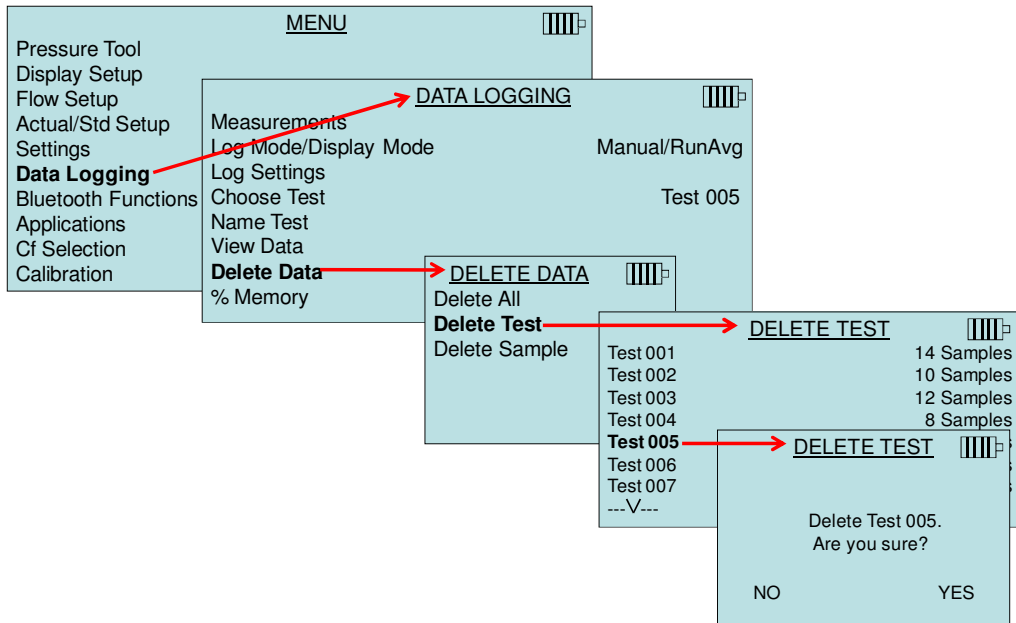 MENU
Pressure Tool
Display Setup
Flow Setup
Actual/Std Setup
Settings
Data Logging
Bluetooth Functions
Applications
Cf Selection
Calibration
DATA LOGGING
Measurements
Log Mode/Display Mode Manual/RunAvg
Log Settings
Choose Test Test 005
Name Test
View Data
Delete Data
% Memory
DELETE DATA
Delete All
Delete Test
Delete Sample
DELETE TEST
Test 001 14 Samples
Test 002 10 Samples
Test 003 12 Samples
Test 004 8 Samples
Test 005
Test 006
Test 007
---V---
DELETE TEST
Delete Test 005.
Are you sure?
NO YES